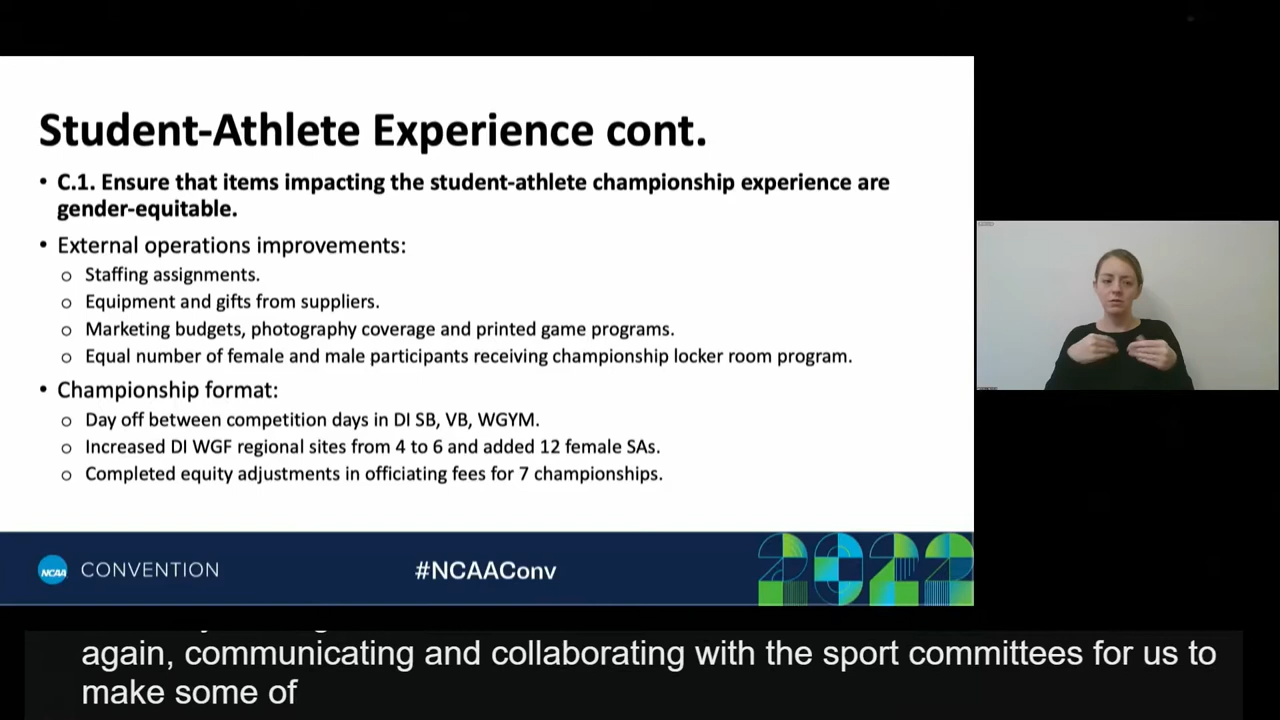 Student-Athlete Experience cont.
• C.1. Ensure that items impacting the student-athlete championship experience are
gender-equitable.
• External operations improvements:
o Staffing assignments.
o Equipment and gifts from suppliers.
o Marketing budgets, photography coverage and printed game programs.
o Equal number of female and male participants receiving championship locker room program.
• Championship format:
o Day off between competition days in DI SB, VB, WGYM.
o Increased DI WGF regional sites from 4 to 6 and added 12 female SAs.
o Completed equity adjustments in officiating fees for 7 championships.
NCAA CONVENTION
#NCAAConv
2022
again, communicating and collaborating with the sport committees for us to
make some of